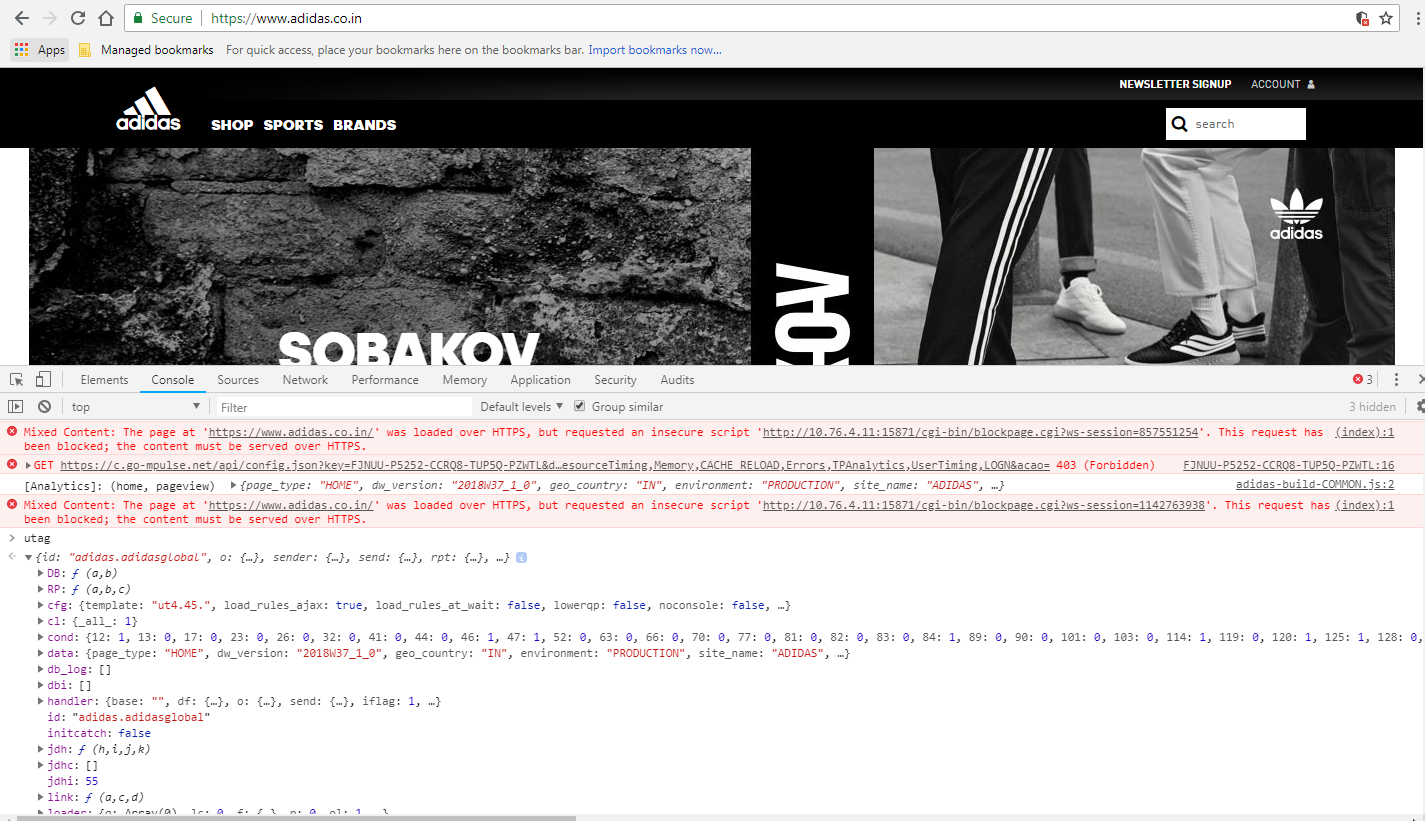 Secure https://www.adidas.co.in
Apps Managed bookmarks For quick access, place your bookmarks here on the bookmarks bar. Import bookmarks now...
NEWSLETTER SIGNUP ACCOUNT
adidas SHOP SPORTS BRANDS search
adidas
SOBAKOV
Elements Console Sources Network Performance Memory Application Security Audits 3
top Filter Default levels Group similar 3 hidden
Mixed Content: The page at 'https://www.adidas.co.in/' was loaded over HTTPS, but requested an insecure script 'http://10.76.4.11:15871/cgi-bin/blockpage.cgi?ws-session=857551254'. This request has (index):1
been blocked; the content must be served over HTTPS.
GET https://c.go-mpulse.net/api/config.json?key=FJNUU-P5252-CCRQ8-TUP5Q-PZWTL&d…esourceTiming,Memory,CACHE_RELOAD,Errors,TPAnalytics,UserTiming,LOGN&acao= 403 (Forbidden) FJNUU-P5252-CCRQ8-TUP5Q-PZWTL:16
[Analytics]: (home, pageview) {page_type: "HOME", dw_version: "2018W37_1_0", geo_country: "IN", environment: "PRODUCTION", site_name: "ADIDAS", …} adidas-build-COMMON.js:2
Mixed Content: The page at 'https://www.adidas.co.in/' was loaded over HTTPS, but requested an insecure script 'http://10.76.4.11:15871/cgi-bin/blockpage.cgi?ws-session=1142763938'. This request has (index):1
been blocked; the content must be served over HTTPS.
utag
{id: "adidas.adidasglobal", o: {…}, sender: {…}, send: {…}, rpt: {…}, …}
DB: ƒ (a,b)
RP: ƒ (a,b,c)
cfg: {template: "ut4.45.", load_rules_ajax: true, load_rules_at_wait: false, lowerqp: false, noconsole: false, …}
cl: {_all_: 1}
cond: {12: 1, 13: 0, 17: 0, 23: 0, 26: 0, 32: 0, 41: 0, 44: 0, 46: 1, 47: 1, 52: 0, 63: 0, 66: 0, 70: 0, 77: 0, 81: 0, 82: 0, 83: 0, 84: 1, 89: 0, 90: 0, 101: 0, 103: 0, 114: 1, 119: 0, 120: 1, 125: 1, 128: 0,
data: {page_type: "HOME", dw_version: "2018W37_1_0", geo_country: "IN", environment: "PRODUCTION", site_name: "ADIDAS", …}
db_log: []
dbi: []
handler: {base: "", df: {…}, o: {…}, send: {…}, iflag: 1, …}
id: "adidas.adidasglobal"
initcatch: false
jdh: ƒ (h,i,j,k)
jdhc: []
jdhi: 55
link: ƒ (a,c,d)
loader: {q: Array(0), lc: 0, f: {…}, p: 0, ol: 1, …}